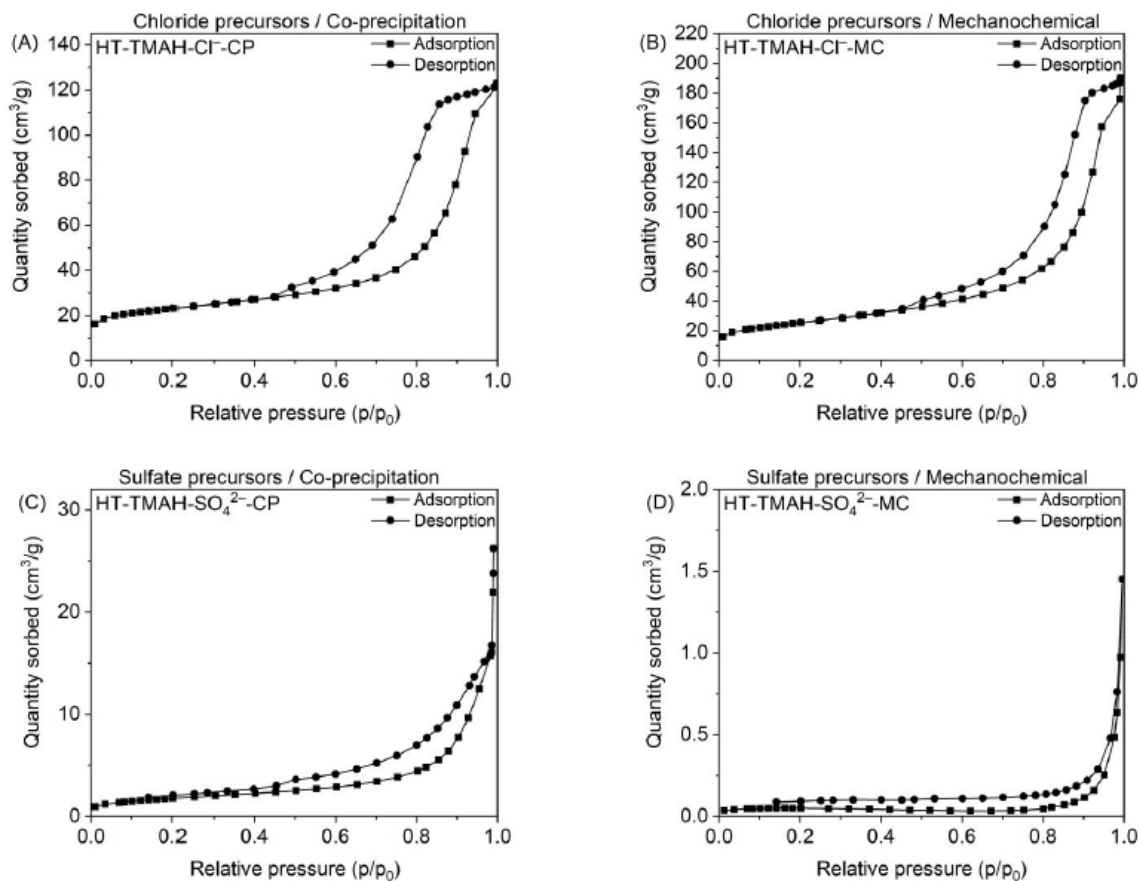 Chloride precursors / Co-precipitation
(A)
HT-TMAH-Cl⁻-CP
Adsorption
Desorption
140
120
100
80
60
40
20
0
Quantity sorbed (cm³/g)
0.0 0.2 0.4 0.6 0.8 1.0
Relative pressure (p/p₀)
Chloride precursors / Mechanochemical
(B)
HT-TMAH-Cl⁻-MC
Adsorption
Desorption
220
200
180
160
140
120
100
80
60
40
20
0
Quantity sorbed (cm³/g)
0.0 0.2 0.4 0.6 0.8 1.0
Relative pressure (p/p₀)
Sulfate precursors / Co-precipitation
(C)
HT-TMAH-SO₄²⁻-CP
Adsorption
Desorption
30
20
10
0
Quantity sorbed (cm³/g)
0.0 0.2 0.4 0.6 0.8 1.0
Relative pressure (p/p₀)
Sulfate precursors / Mechanochemical
(D)
HT-TMAH-SO₄²⁻-MC
Adsorption
Desorption
2.0
1.5
1.0
0.5
0.0
Quantity sorbed (cm³/g)
0.0 0.2 0.4 0.6 0.8 1.0
Relative pressure (p/p₀)